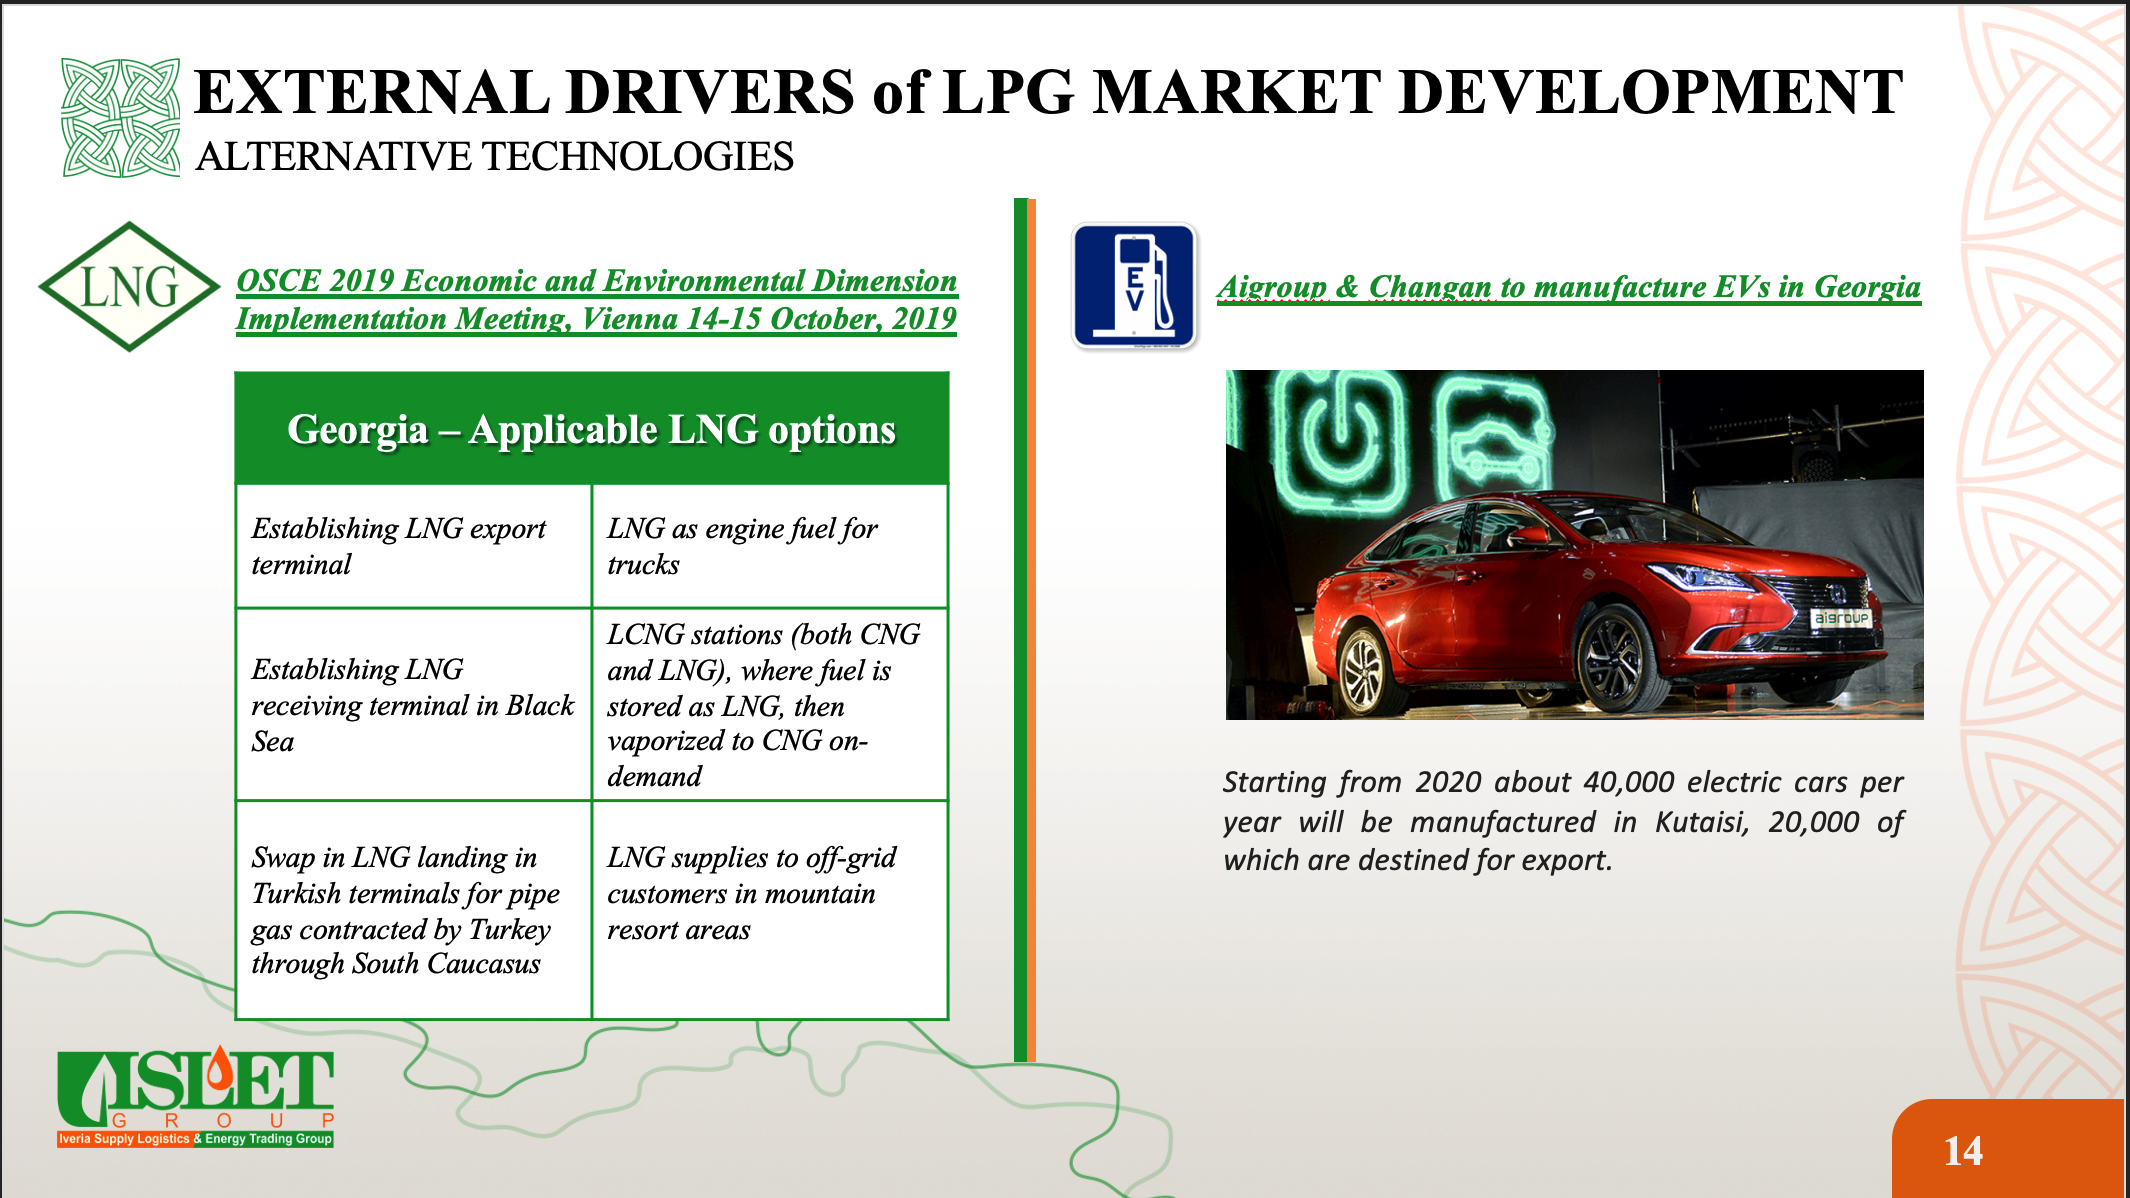 EXTERNAL DRIVERS of LPG MARKET DEVELOPMENT
ALTERNATIVE TECHNOLOGIES
LNG
OSCE 2019 Economic and Environmental Dimension
Implementation Meeting, Vienna 14-15 October, 2019
Georgia – Applicable LNG options
Establishing LNG export
terminal
LNG as engine fuel for
trucks
Establishing LNG
receiving terminal in Black
Sea
LCNG stations (both CNG
and LNG), where fuel is
stored as LNG, then
vaporized to CNG on-
demand
Swap in LNG landing in
Turkish terminals for pipe
gas contracted by Turkey
through South Caucasus
LNG supplies to off-grid
customers in mountain
resort areas
EV
Aigroup & Changan to manufacture EVs in Georgia
aigroup
Starting from 2020 about 40,000 electric cars per
year will be manufactured in Kutaisi, 20,000 of
which are destined for export.
ISLET
GROUP
Iveria Supply Logistics & Energy Trading Group
14